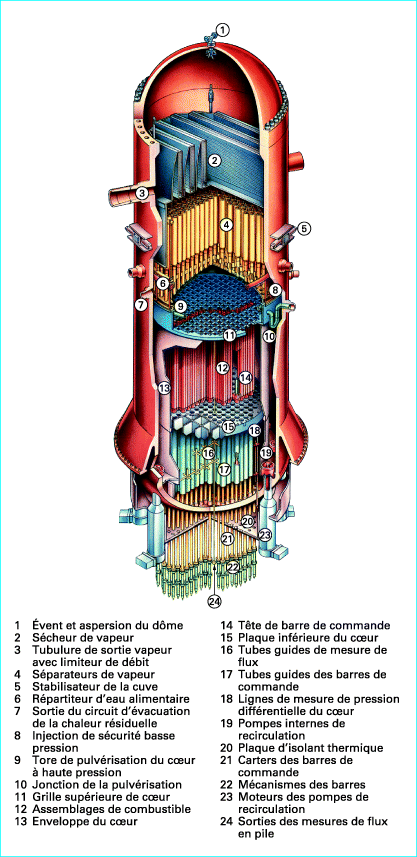 1
2
3
4
5
6
7
8
9
10
11
12
13
14
15
16
17
18
19
20
21
22
23
24
1 Évent et aspersion du dôme
2 Sécheur de vapeur
3 Tubulure de sortie vapeur
avec limiteur de débit
4 Séparateurs de vapeur
5 Stabilisateur de la cuve
6 Répartiteur d'eau alimentaire
7 Sortie du circuit d'évacuation
de la chaleur résiduelle
8 Injection de sécurité basse
pression
9 Tore de pulvérisation du cœur
à haute pression
10 Jonction de la pulvérisation
11 Grille supérieure de cœur
12 Assemblages de combustible
13 Enveloppe du cœur
14 Tête de barre de commande
15 Plaque inférieure du cœur
16 Tubes guides de mesure de
flux
17 Tubes guides des barres de
commande
18 Lignes de mesure de pression
différentielle du cœur
19 Pompes internes de
recirculation
20 Plaque d'isolant thermique
21 Carters des barres de
commande
22 Mécanismes des barres
23 Moteurs des pompes de
recirculation
24 Sorties des mesures de flux
en pile